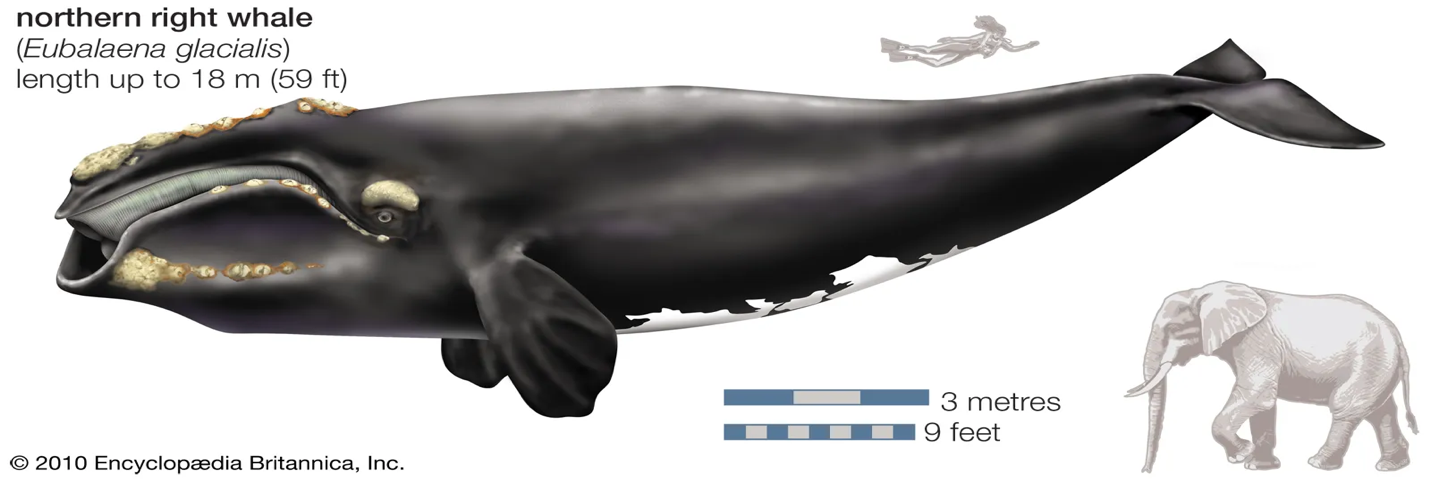 northern right whale
(Eubalaena glacialis)
length up to 18 m (59 ft)
3 metres
9 feet
© 2010 Encyclopædia Britannica, Inc.